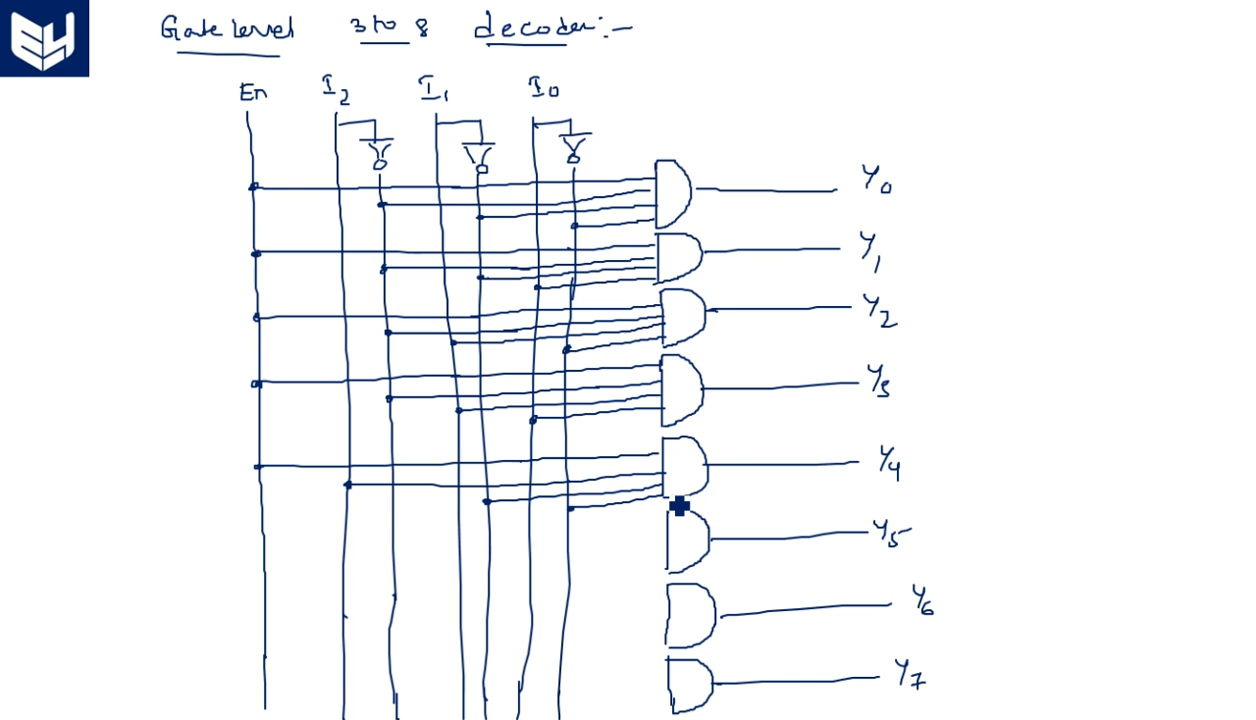 Gate level 3 to 8 decoder:-
En I2 I1 I0
Y0
Y1
Y2
Y3
Y4
Y5
Y6
Y7